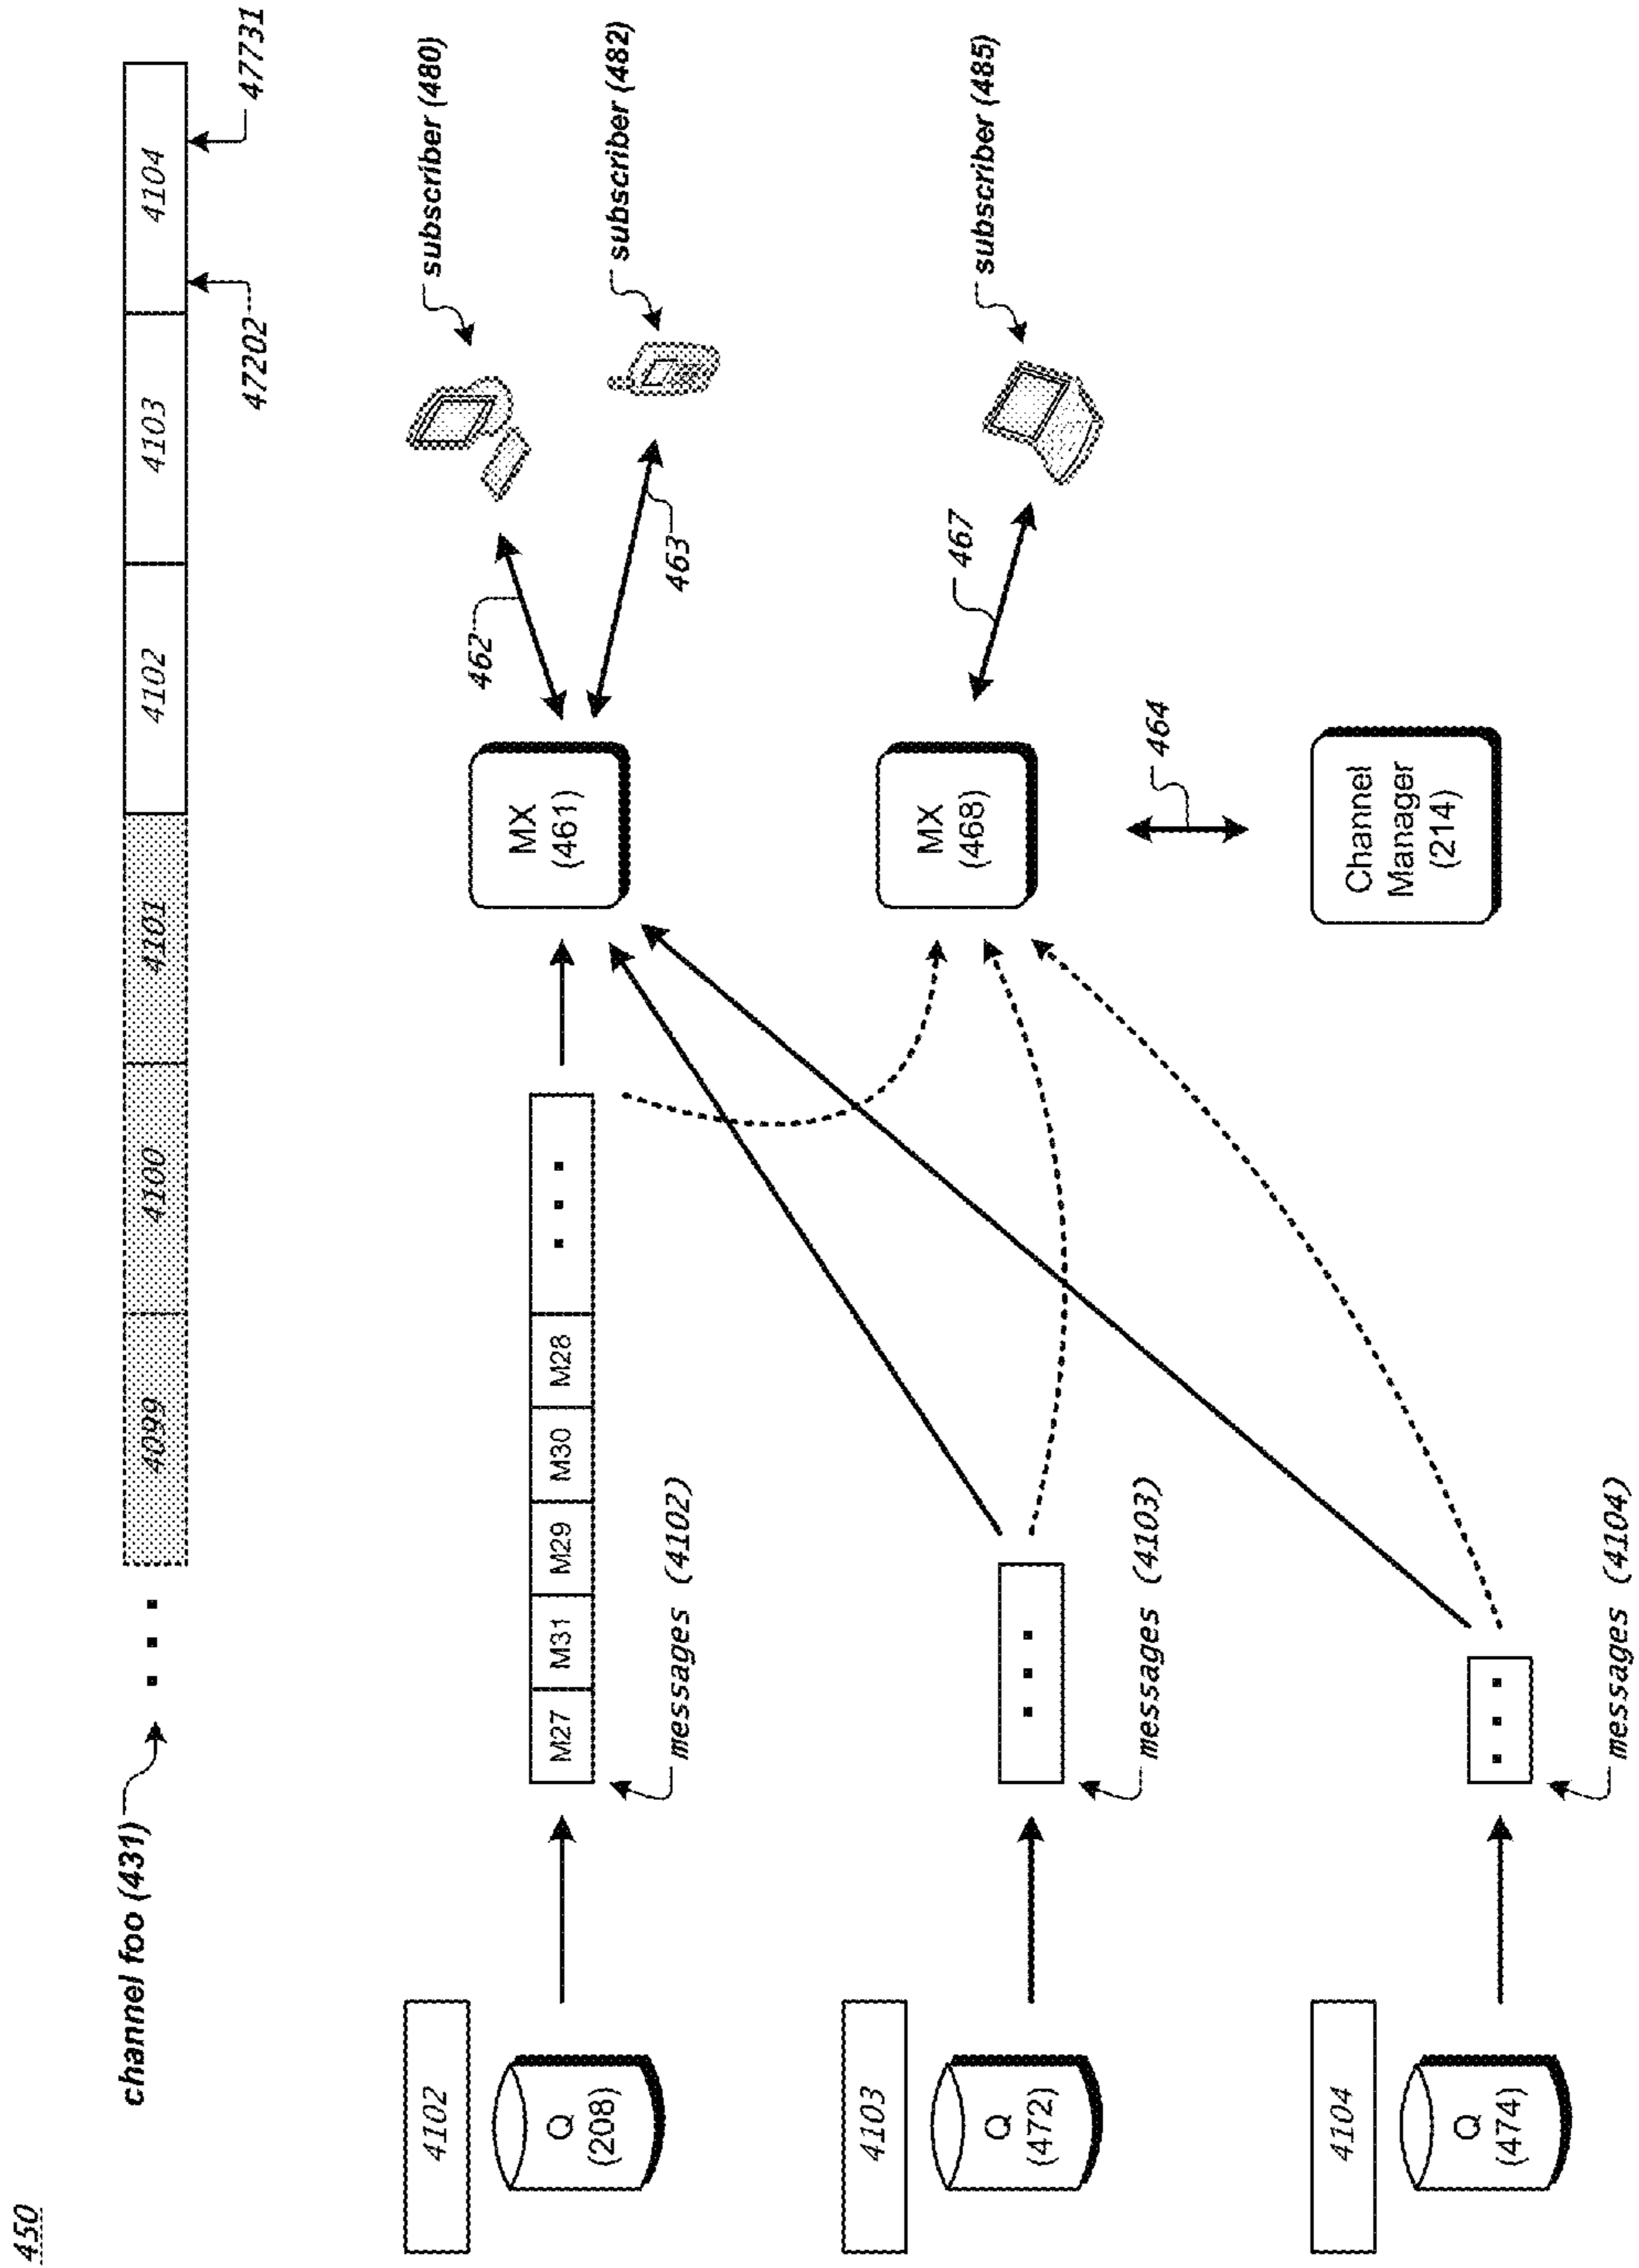 450
channel foo (431)
...
4099
4100
4101
4102
4103
4104
47202
47731
4102
Q
(208)
M27
M31
M29
M30
M28
...
messages (4102)
MX
(461)
462
463
subscriber (480)
subscriber (482)
4103
Q
(472)
...
messages (4103)
MX
(468)
467
subscriber (485)
464
4104
Q
(474)
...
messages (4104)
Channel
Manager
(214)